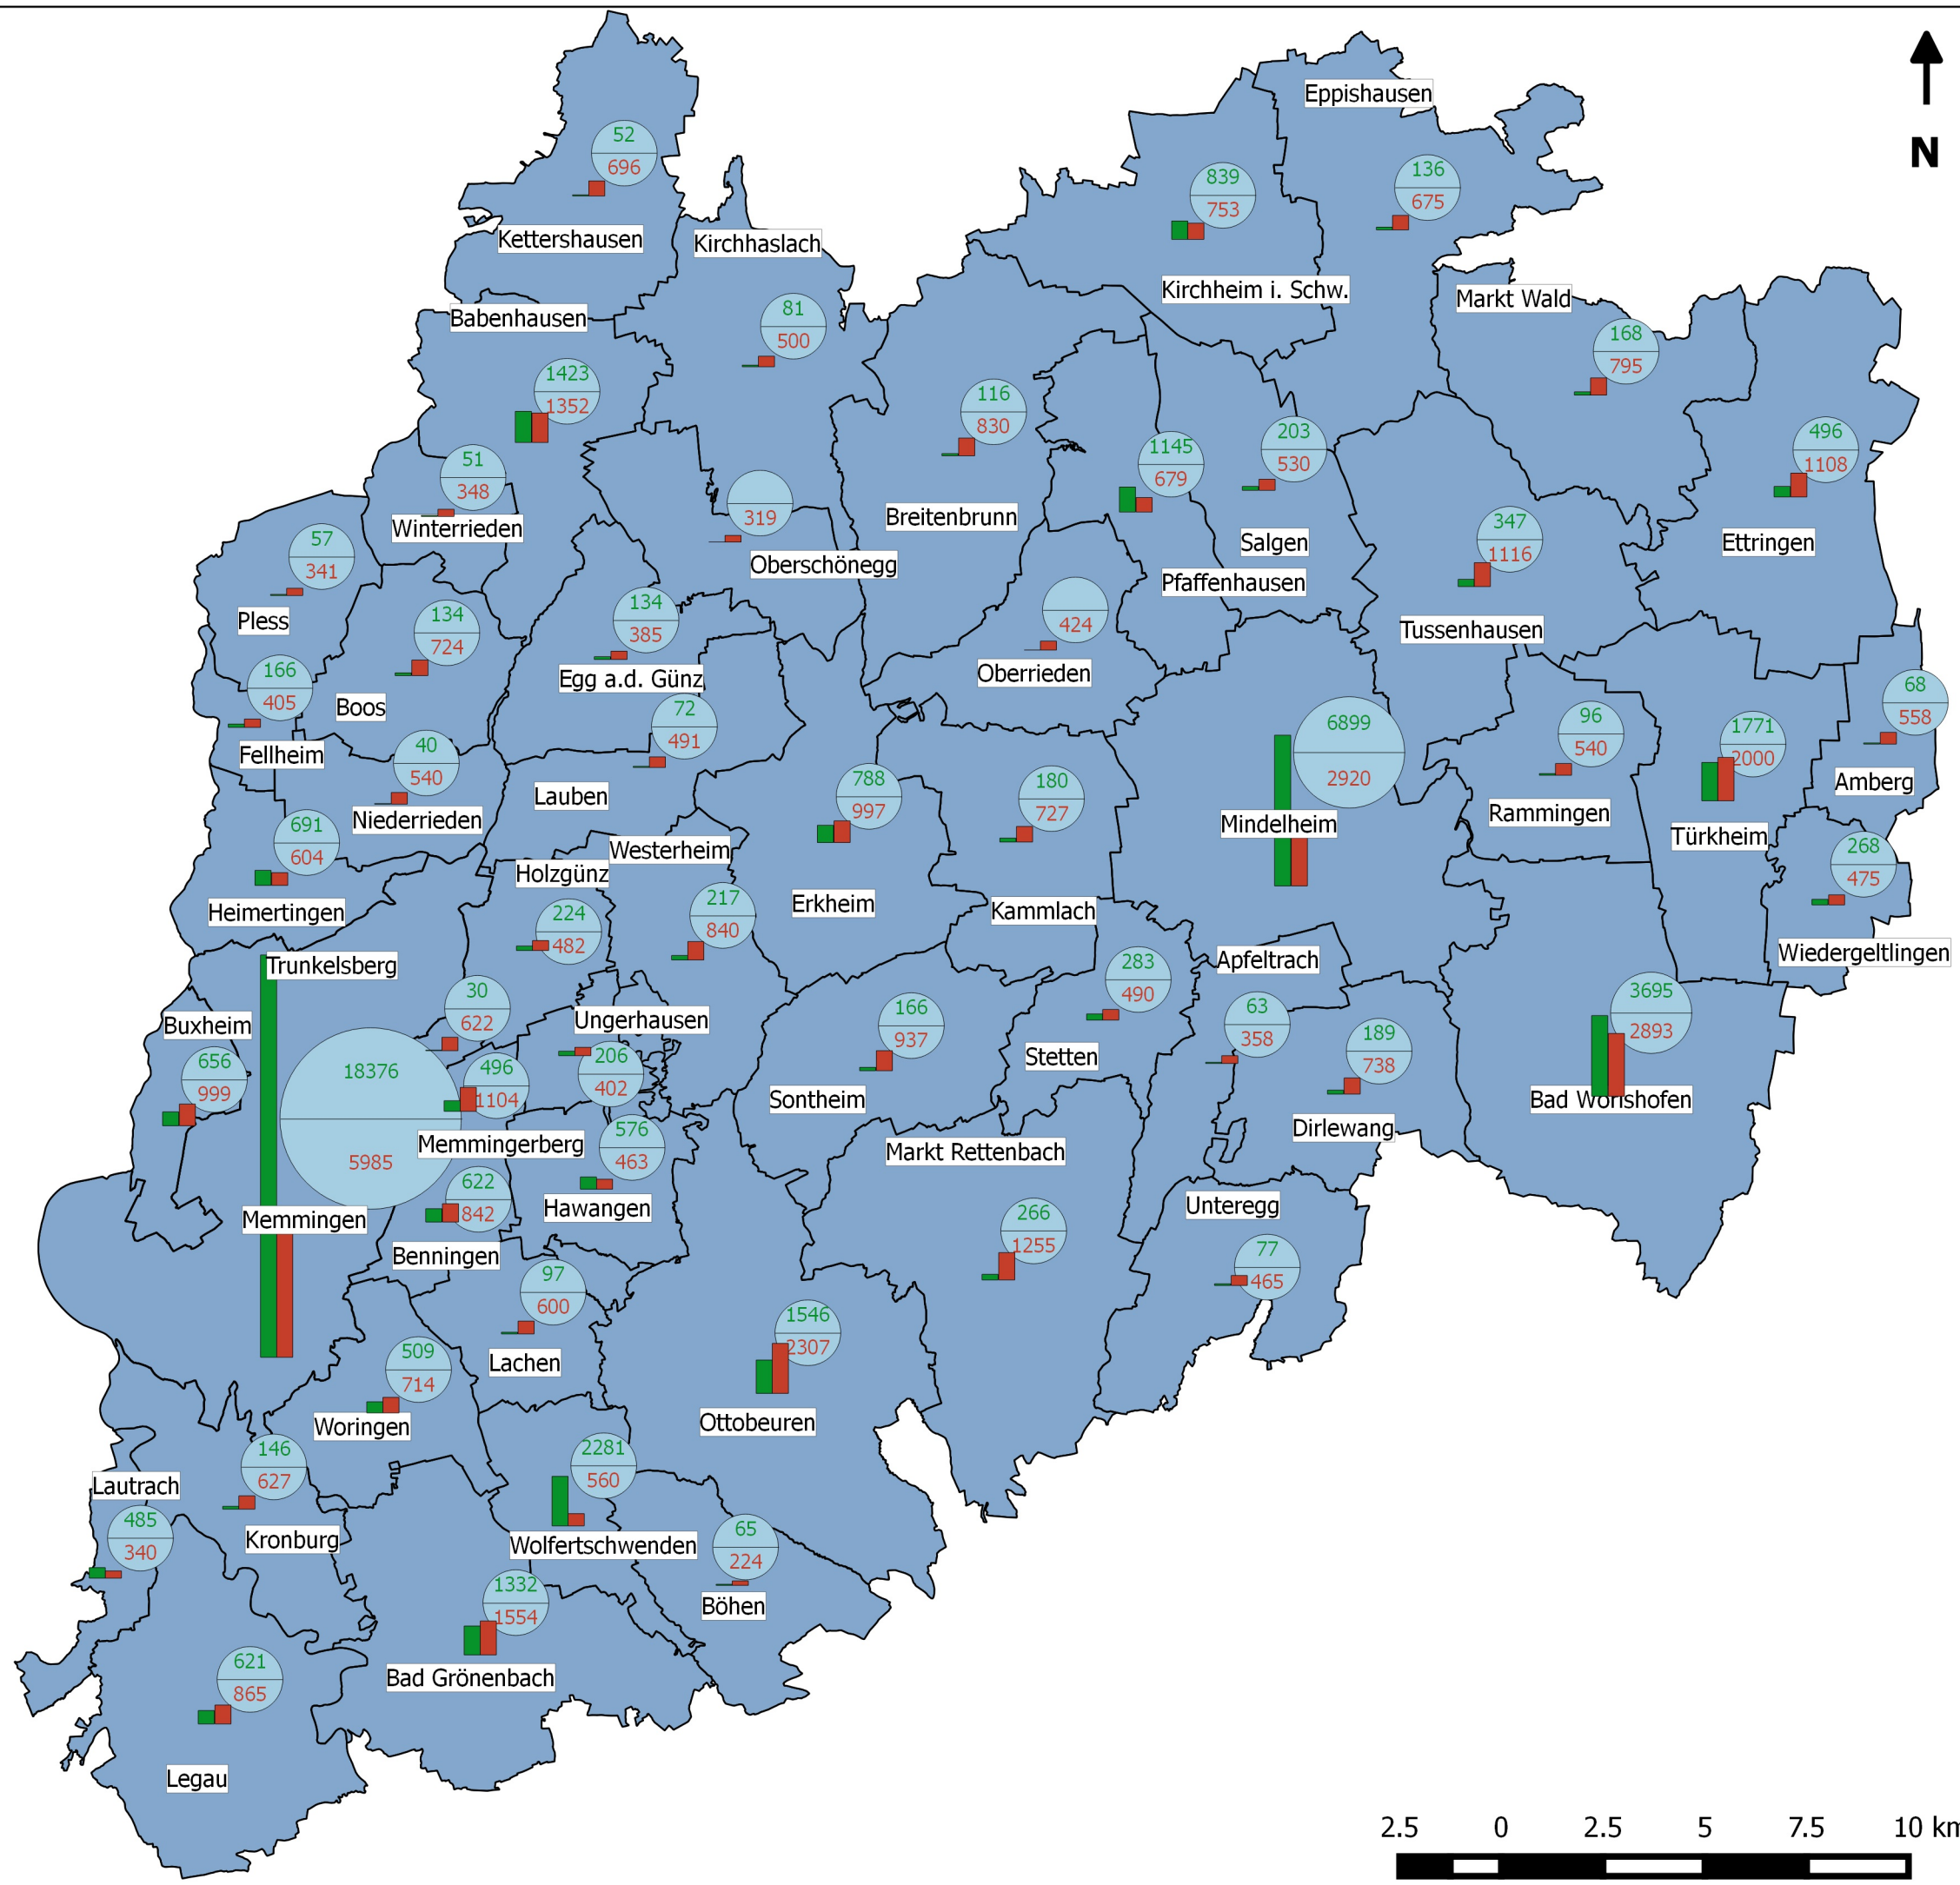 Eppishausen
N
52
696
Kettershausen
839
753
Kirchheim i. Schw.
136
675
Kirchhaslach
81
500
Markt Wald
168
795
Babenhausen
1423
1352
116
830
Breitenbrunn
1145
679
Pfaffenhausen
203
530
Salgen
496
1108
Ettringen
51
348
Winterrieden
319
Oberschönegg
347
1116
Tussenhausen
57
341
Pless
134
724
Boos
134
385
Egg a.d. Günz
424
Oberrieden
166
405
Fellheim
72
491
Lauben
6899
2920
Mindelheim
96
540
Rammingen
1771
2000
Türkheim
68
558
Amberg
40
540
Niederrieden
788
997
Erkheim
180
727
Kammlach
691
604
Heimertingen
Westerheim
217
840
Holzgünz
224
482
268
475
Wiedergeltlingen
Trunkelsberg
30
622
283
490
Stetten
Apfeltrach
63
358
3695
2893
Bad Wörishofen
Buxheim
656
999
Ungerhausen
206
402
166
937
Sontheim
189
738
Dirlewang
18376
5985
Memmingen
496
1104
Memmingerberg
576
463
Hawangen
Markt Rettenbach
266
1255
Unteregg
77
465
622
842
Benningen
97
600
Lachen
1546
2307
Ottobeuren
509
714
Woringen
146
627
Kronburg
2281
560
Wolfertschwenden
Lautrach
485
340
65
224
Böhen
1332
1554
Bad Grönenbach
621
865
Legau
2.5 0 2.5 5 7.5 10 km